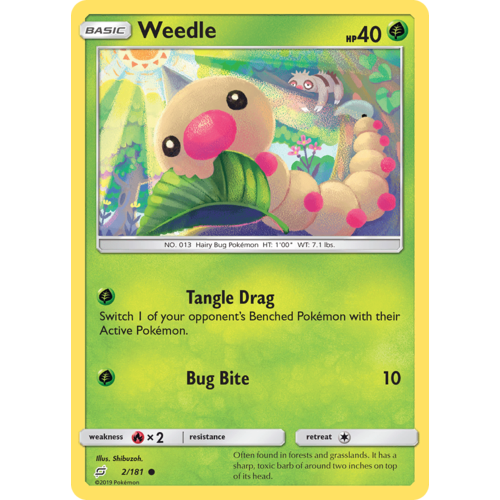 BASIC Weedle HP40
NO. 013 Hairy Bug Pokémon HT: 1'00" WT: 7.1 lbs.
Tangle Drag
Switch 1 of your opponent's Benched Pokémon with their
Active Pokémon.
Bug Bite 10
weakness ×2 resistance retreat
Illus. Shibuzoh.
2/181
©2019 Pokémon
Often found in forests and grasslands. It has a
sharp, toxic barb of around two inches on top
of its head.